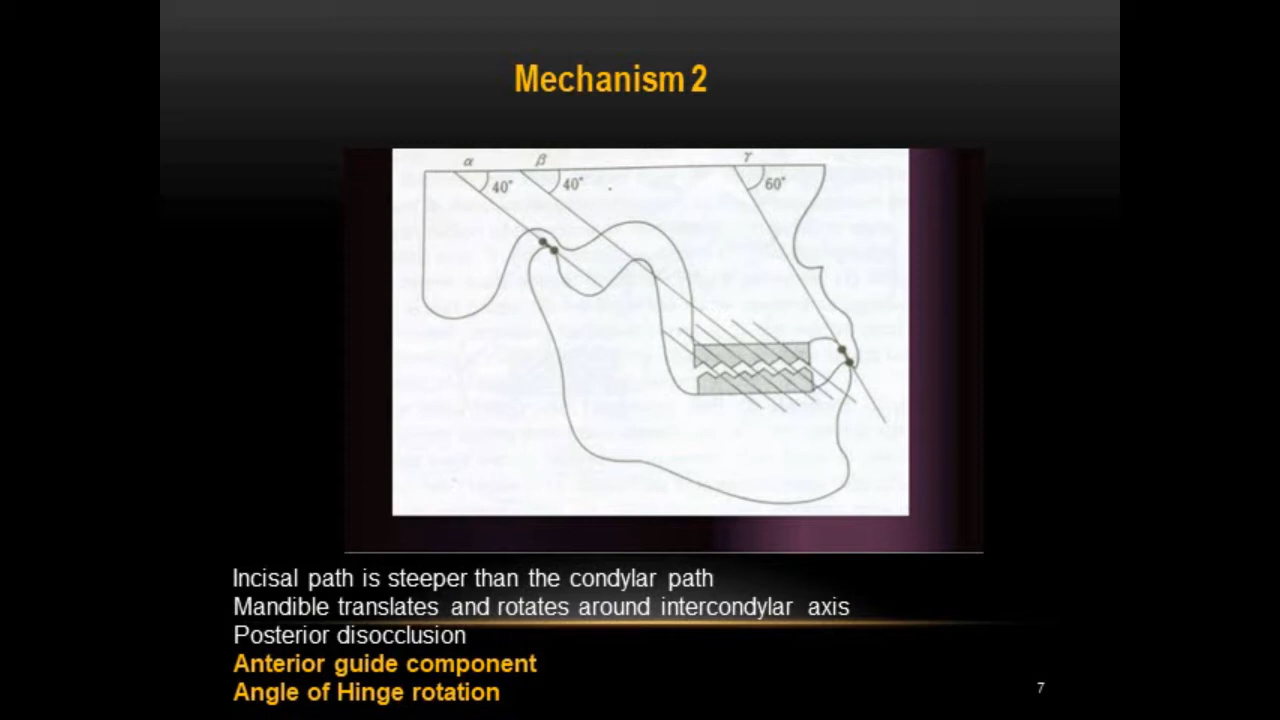 Mechanism 2
α β γ
40° 40° 60°
Incisal path is steeper than the condylar path
Mandible translates and rotates around intercondylar axis
Posterior disocclusion
Anterior guide component
Angle of Hinge rotation
7